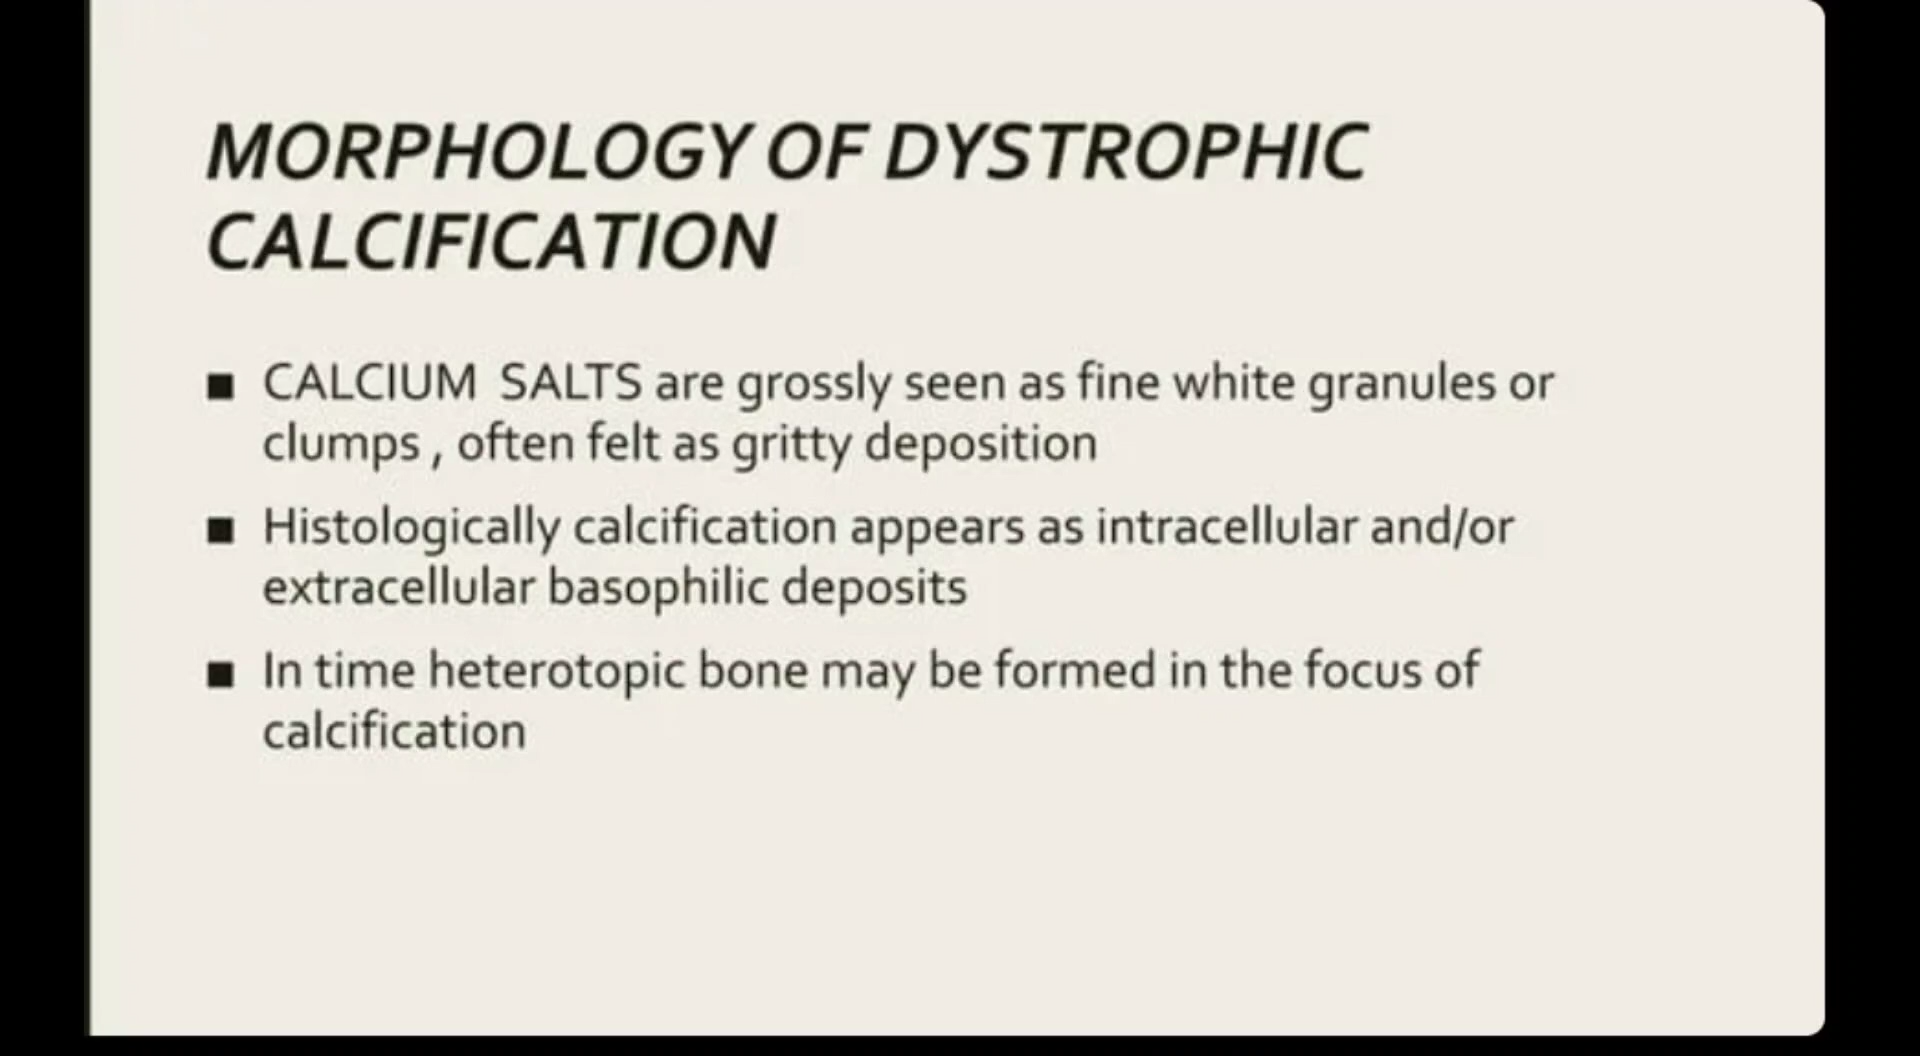 MORPHOLOGY OF DYSTROPHIC
CALCIFICATION
■ CALCIUM SALTS are grossly seen as fine white granules or
clumps , often felt as gritty deposition
■ Histologically calcification appears as intracellular and/or
extracellular basophilic deposits
■ In time heterotopic bone may be formed in the focus of
calcification